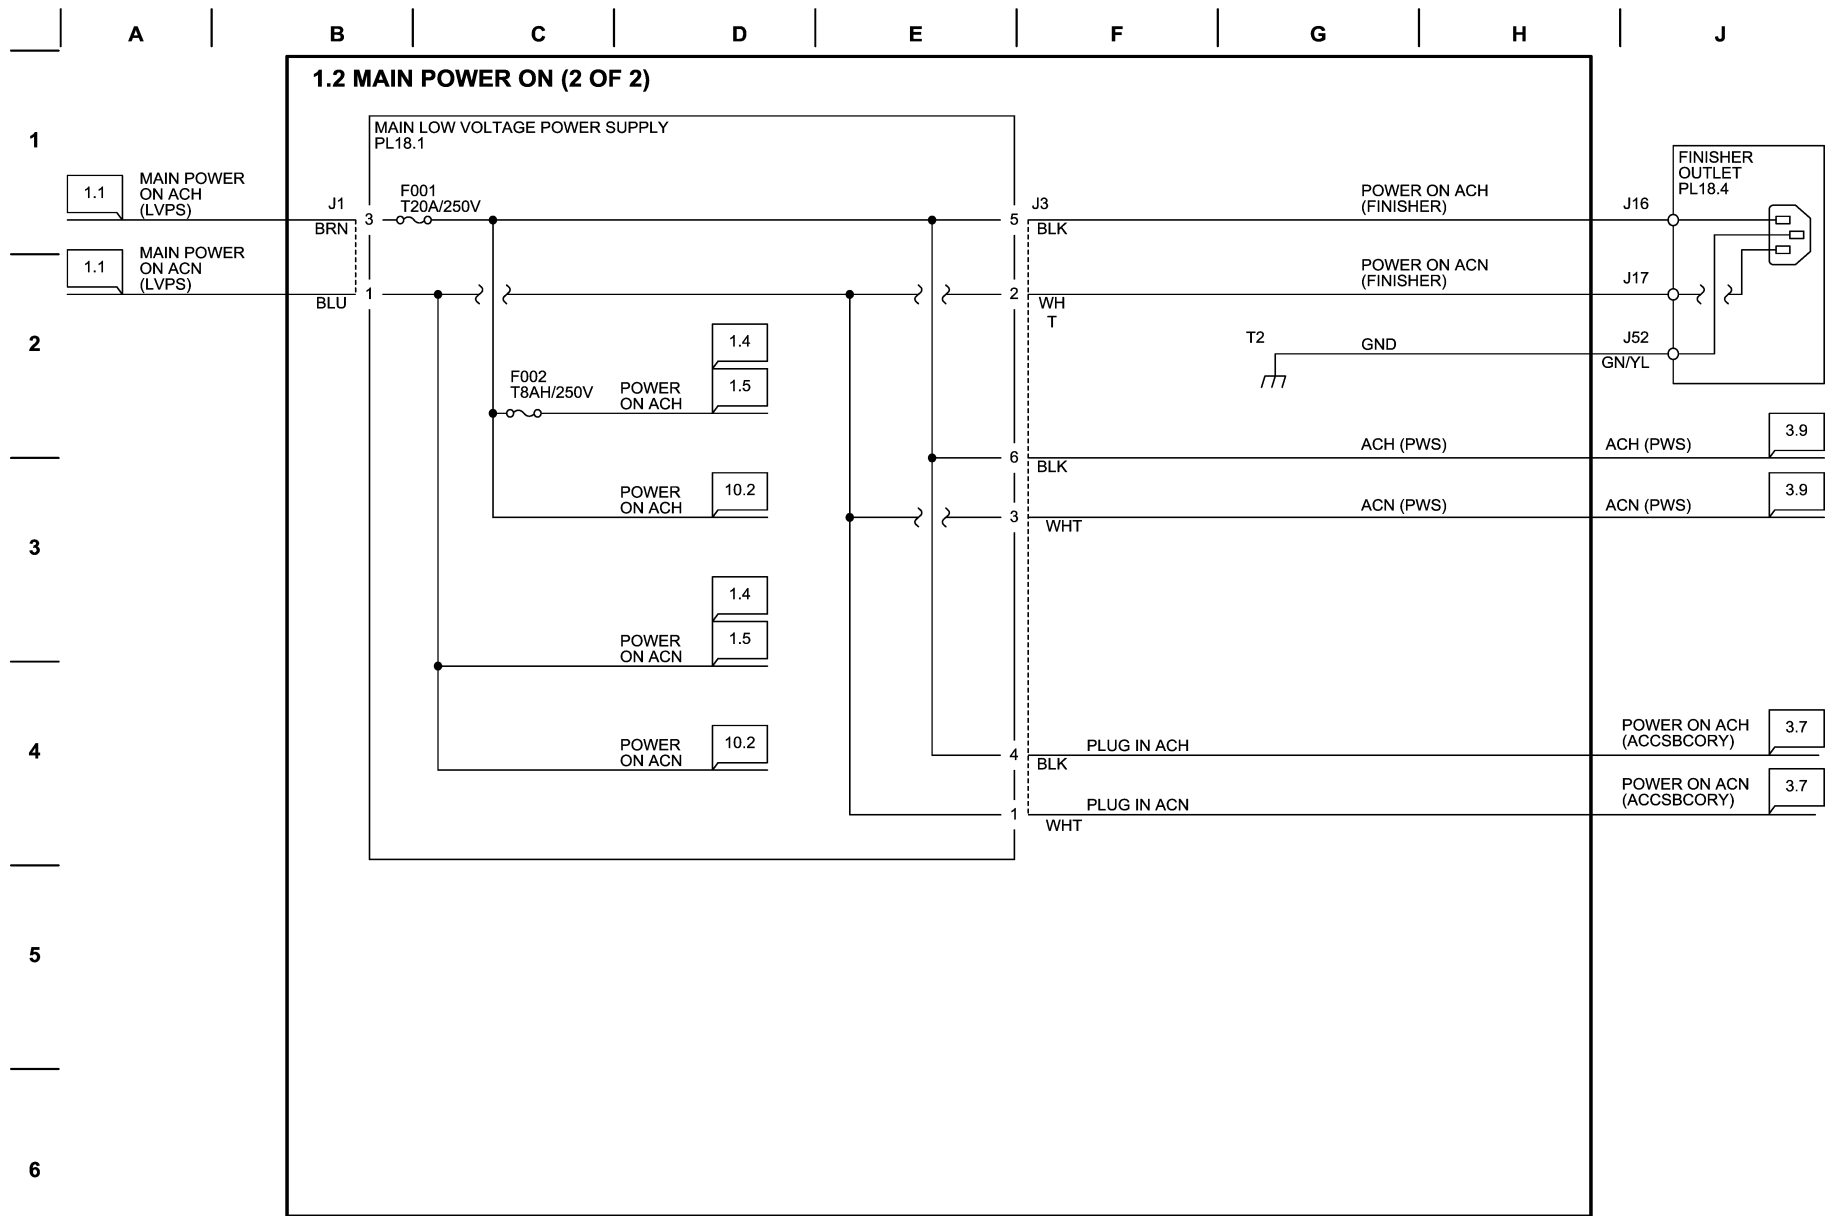 A B C D E F G H J
1.2 MAIN POWER ON (2 OF 2)
1
MAIN LOW VOLTAGE POWER SUPPLY
PL18.1
FINISHER
OUTLET
PL18.4
1.1
MAIN POWER
ON ACH
(LVPS)
J1
BRN
3
F001
T20A/250V
5
J3
BLK
POWER ON ACH
(FINISHER)
J16
1.1
MAIN POWER
ON ACN
(LVPS)
BLU
1
2
WH
T
POWER ON ACN
(FINISHER)
J17
2
T2
GND
J52
GN/YL
1.4
1.5
F002
T8AH/250V
POWER
ON ACH
6
BLK
ACH (PWS)
ACH (PWS)
3.9
POWER
ON ACH
10.2
3
WHT
ACN (PWS)
ACN (PWS)
3.9
3
1.4
1.5
POWER
ON ACN
4
POWER
ON ACN
10.2
4
BLK
PLUG IN ACH
POWER ON ACH
(ACCSBCORY)
3.7
1
WHT
PLUG IN ACN
POWER ON ACN
(ACCSBCORY)
3.7
5
6